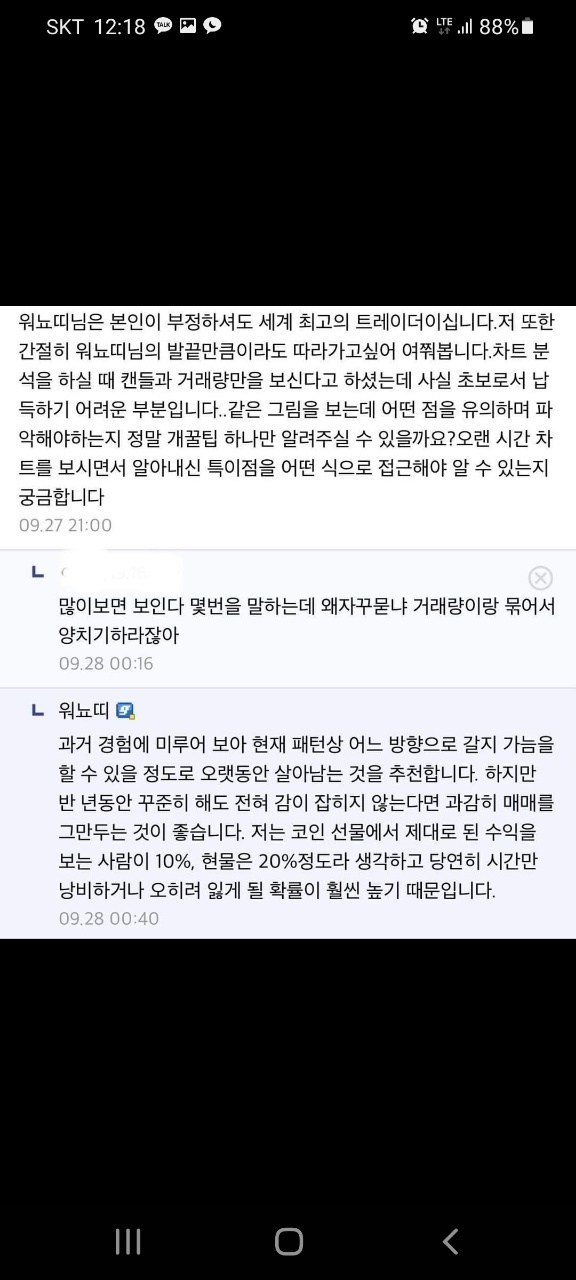 SKT 12:18 TALK LTE 88%
워뇨띠님은 본인이 부정하셔도 세계 최고의 트레이더이십니다.저 또한
간절히 워뇨띠님의 발끝만큼이라도 따라가고싶어 여쭤봅니다.차트 분
석을 하실 때 캔들과 거래량만을 보신다고 하셨는데 사실 초보로서 납
득하기 어려운 부분입니다..같은 그림을 보는데 어떤 점을 유의하며 파
악해야하는지 정말 개꿀팁 하나만 알려주실 수 있을까요?오랜 시간 차
트를 보시면서 알아내신 특이점을 어떤 식으로 접근해야 알 수 있는지
궁금합니다
09.27 21:00
많이보면 보인다 몇번을 말하는데 왜자꾸묻냐 거래량이랑 묶어서
양치기하라잖아
09.28 00:16
워뇨띠
과거 경험에 미루어 보아 현재 패턴상 어느 방향으로 갈지 가늠을
할 수 있을 정도로 오랫동안 살아남는 것을 추천합니다. 하지만
반 년동안 꾸준히 해도 전혀 감이 잡히지 않는다면 과감히 매매를
그만두는 것이 좋습니다. 저는 코인 선물에서 제대로 된 수익을
보는 사람이 10%, 현물은 20%정도라 생각하고 당연히 시간만
낭비하거나 오히려 잃게 될 확률이 훨씬 높기 때문입니다.
09.28 00:40